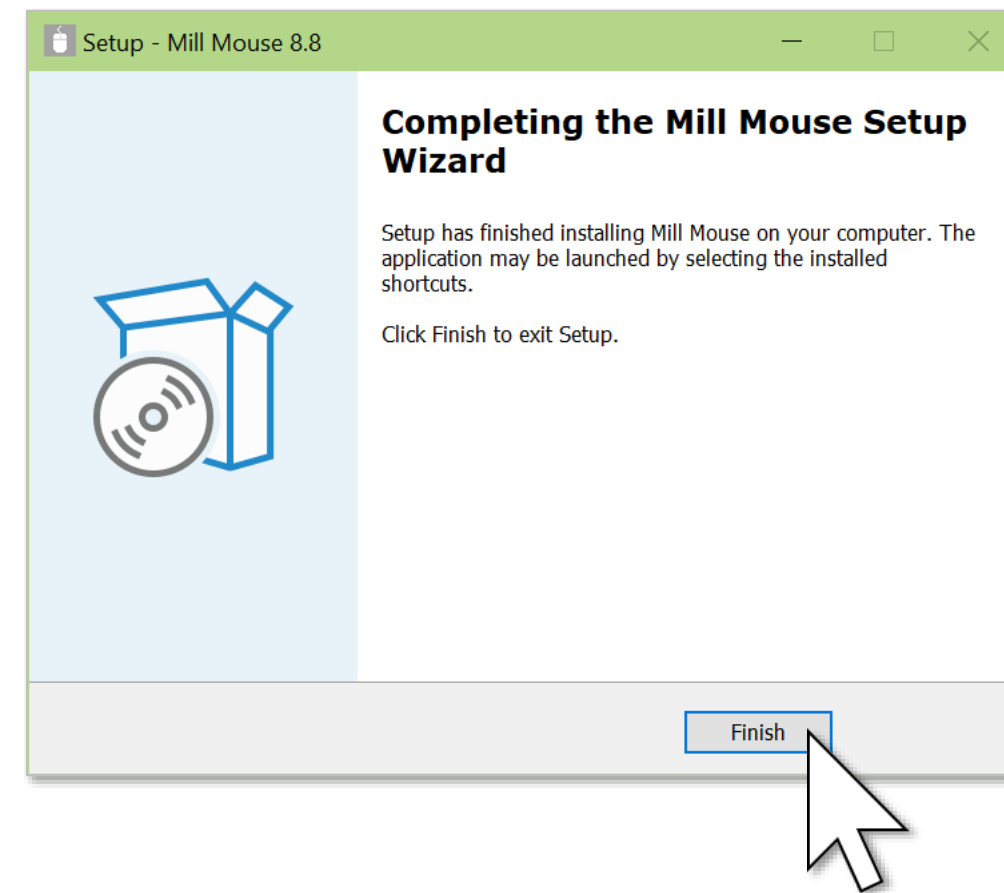 Setup - Mill Mouse 8.8
Completing the Mill Mouse Setup
Wizard
Setup has finished installing Mill Mouse on your computer. The
application may be launched by selecting the installed
shortcuts.
Click Finish to exit Setup.
Finish